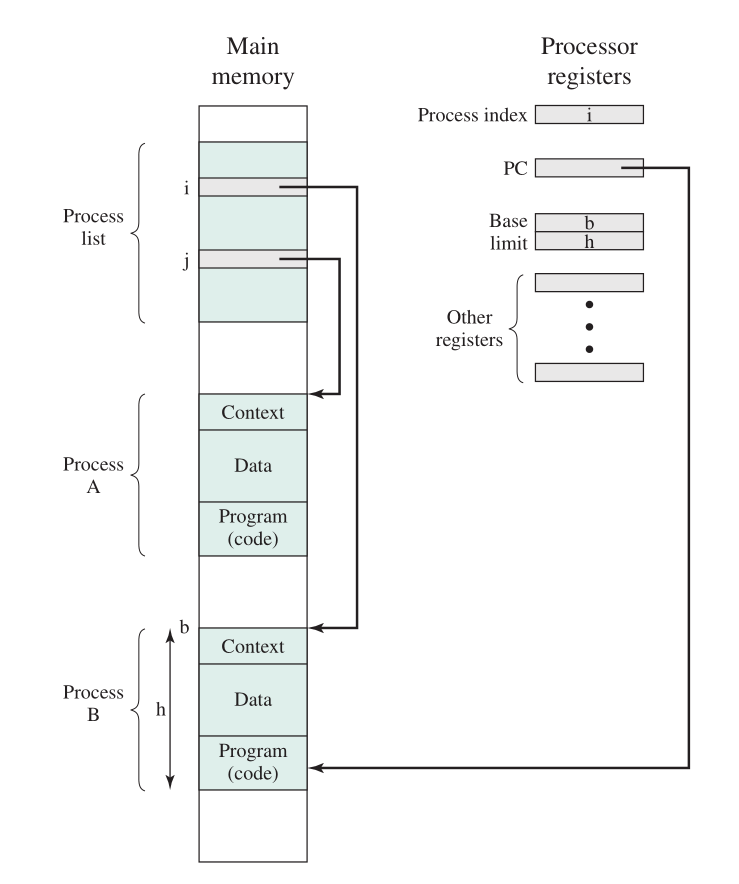 Main
memory
Processor
registers
Process index
i
PC
i
Process
list
Base
limit
b
h
j
Other
registers
Context
Process
A
Data
Program
(code)
b
Context
Process
B
h
Data
Program
(code)